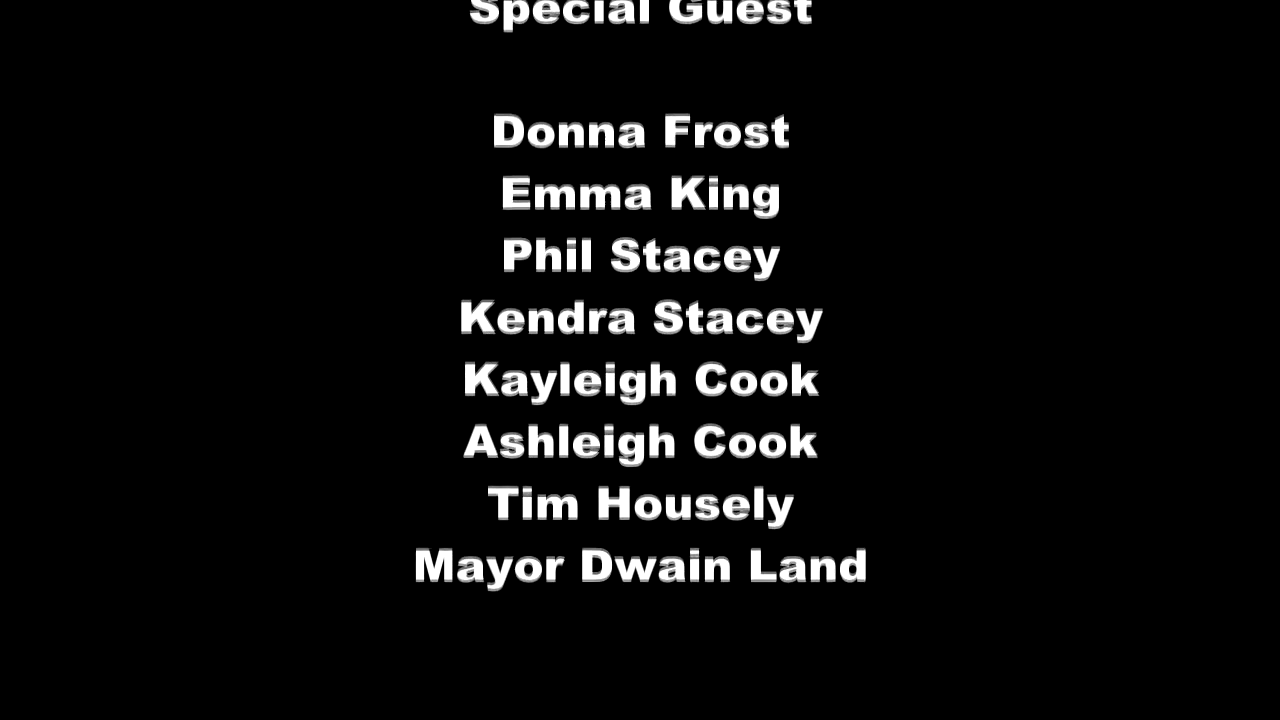 Special Guest
Donna Frost
Emma King
Phil Stacey
Kendra Stacey
Kayleigh Cook
Ashleigh Cook
Tim Housely
Mayor Dwain Land